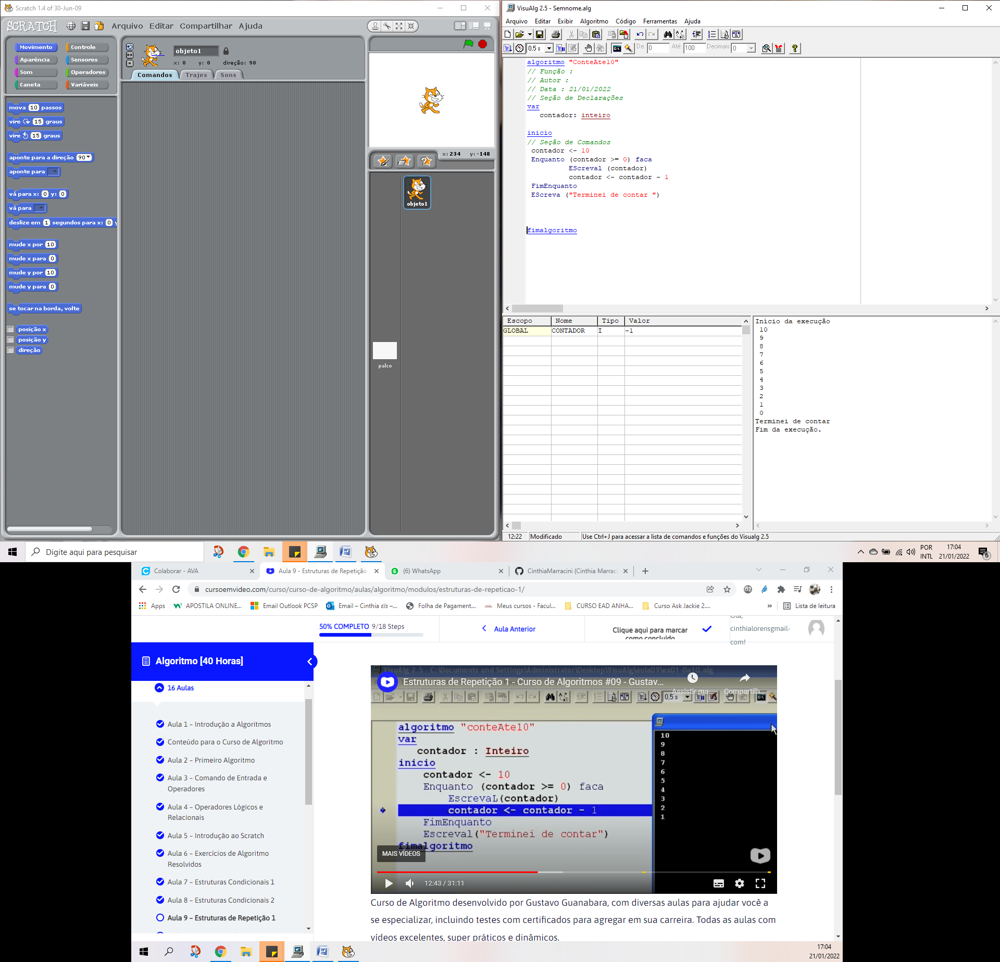 Scratch 1.4 of 30-Jun-09
SCRATCH Arquivo Editar Compartilhar Ajuda
Movimento Controle
Aparência Sensores
Som Operadores
Caneta Variáveis
mova 10 passos
vire 15 graus
vire 15 graus
aponte para a direção 90
aponte para
vá para x: 0 y: 0
vá para
deslize em 1 segundos para x: 0 y
mude x por 10
mude x para 0
mude y por 10
mude y para 0
se tocar na borda, volte
posição x
posição y
direção
objeto1
x: 0 y: 0 direção: 90
Comandos Trajes Sons
x: 234 y: -148
objeto1
palco
VisuAlg 2.5 - Semnome.alg
Arquivo Editar Exibir Algoritmo Código Ferramentas Ajuda
0,5 s De: 0 Até: 100 Decimais 0
algoritmo "ConteAte10"
// Função :
// Autor :
// Data : 21/01/2022
// Seção de Declarações
var
contador: inteiro
inicio
// Seção de Comandos
contador <- 10
Enquanto (contador >= 0) faca
EScreval (contador)
contador <- contador - 1
FimEnquanto
EScreva ("Terminei de contar ")
fimalgoritmo
Escopo Nome Tipo Valor
GLOBAL CONTADOR I -1
Início da execução
10
9
8
7
6
5
4
3
2
1
0
Terminei de contar
Fim da execução.
12:22 Modificado Use Ctrl+J para acessar a lista de comandos e funções do Visualg 2.5
Digite aqui para pesquisar
POR
INTL
17:04
21/01/2022
6
Colaborar - AVA Aula 9 - Estruturas de Repetição (6) WhatsApp CinthiaMarracini (Cinthia Marraci
cursoemvideo.com/curso/curso-de-algoritmo/aulas/algoritmo/modulos/estruturas-de-repeticao-1/
Apps APOSTILA ONLINE... Email Outlook PCSP Email – Cinthia εïз –... Folha de Pagament... Meus cursos - Facul... CURSO EAD ANHA... Curso Ask Jackie 2.... » Lista de leitura
50% COMPLETO 9/18 Steps
Aula Anterior
Clique aqui para marcar
como concluído
Olá,
cinthialorensgmail-
com!
Algoritmo [40 Horas]
16 Aulas
Aula 1 – Introdução a Algoritmos
Conteúdo para o Curso de Algoritmo
Aula 2 – Primeiro Algoritmo
Aula 3 – Comando de Entrada e
Operadores
Aula 4 – Operadores Lógicos e
Relacionais
Aula 5 – Introdução ao Scratch
Aula 6 – Exercícios de Algoritmo
Resolvidos
Aula 7 – Estruturas Condicionais 1
Aula 8 – Estruturas Condicionais 2
Aula 9 – Estruturas de Repetição 1
VisuAlg 2.5 - C:\Documents and Settings\Administrator\Desktop\VisuAlg\aula09\ex01-0a10.alg
Estruturas de Repetição 1 - Curso de Algoritmos #09 - Gustav...
Assistir ma... Compartilh...
0,5 s
algoritmo "conteAte10"
var
contador : Inteiro
inicio
contador <- 10
Enquanto (contador >= 0) faca
EscrevaL(contador)
contador <- contador - 1
FimEnquanto
Escreval("Terminei de contar")
fimalgoritmo
10
9
8
7
6
5
4
3
2
1
MAIS VÍDEOS
12:43 / 31:11
Curso de Algoritmo desenvolvido por Gustavo Guanabara, com diversas aulas para ajudar você a
se especializar, incluindo testes com certificados para agregar em sua carreira. Todas as aulas com
vídeos excelentes, super práticos e dinâmicos.
17:04
21/01/2022